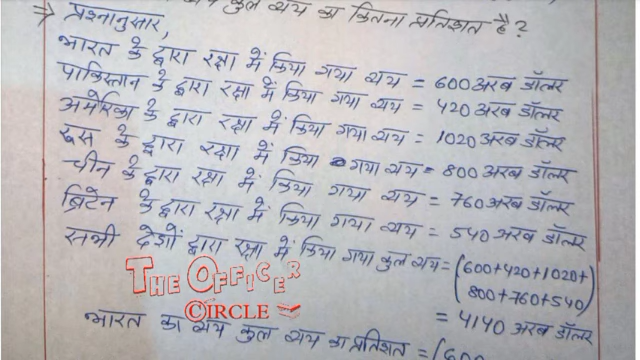 कुल व्यय का कितना प्रतिशत है?
⇒ प्रश्नानुसार,
भारत के द्वारा रक्षा में किया गया व्यय = 600 अरब डॉलर
पाकिस्तान के द्वारा रक्षा में किया गया व्यय = 420 अरब डॉलर
अमेरिका के द्वारा रक्षा में किया गया व्यय = 1020 अरब डॉलर
रूस के द्वारा रक्षा में किया गया व्यय = 800 अरब डॉलर
चीन के द्वारा रक्षा में किया गया व्यय = 760 अरब डॉलर
ब्रिटेन के द्वारा रक्षा में किया गया व्यय = 540 अरब डॉलर
सभी देशों द्वारा रक्षा में किया गया कुल व्यय = (600+420+1020+
800+760+540)
= 4140 अरब डॉलर
THE OFFICER
CIRCLE
भारत का व्यय कुल व्यय का प्रतिशत = (600